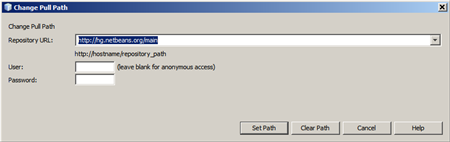 Change Pull Path
Change Pull Path
Repository URL: http://hg.netbeans.org/main
http://hostname/repository_path
User: (leave blank for anonymous access)
Password:
Set Path Clear Path Cancel Help